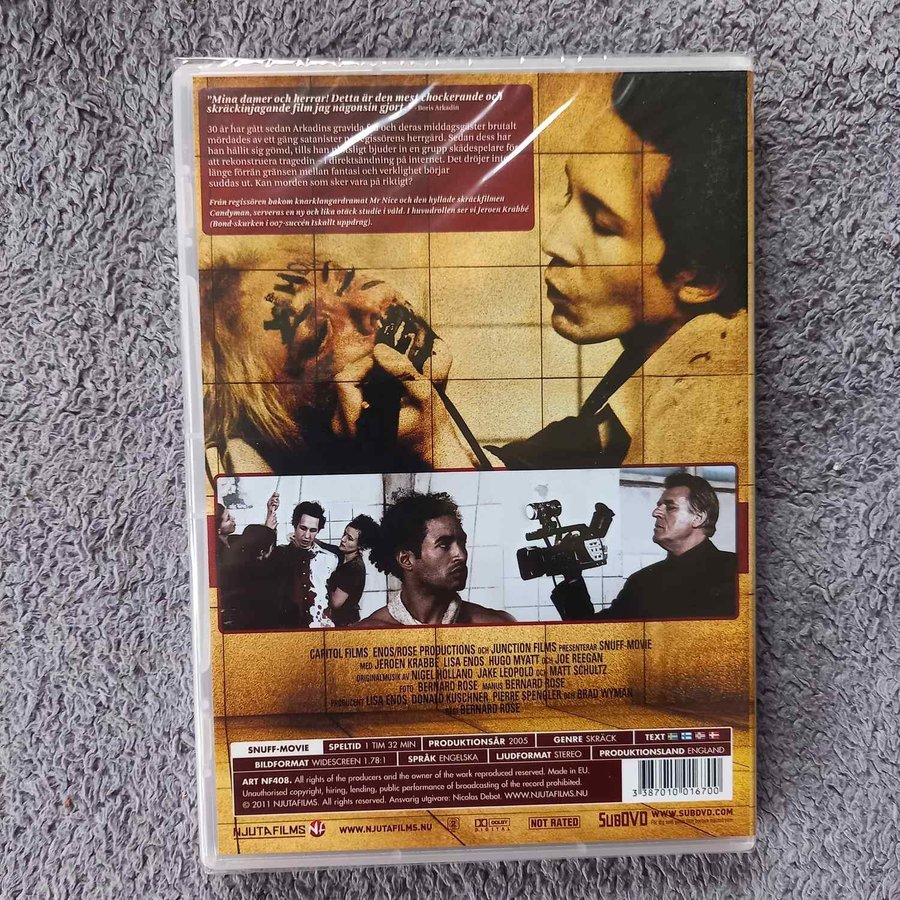 "Mina damer och herrar! Detta är den mest chockerande och
skräckinjagande film jag någonsin gjort." - Boris Arkadin
30 år har gått sedan Arkadins gravida fru och deras middagsgäster brutalt
mördades av ett gäng satanister på regissörens herrgård. Sedan dess har
han hållit sig gömd, tills han plötsligt bjuder in en grupp skådespelare för
att rekonstruera tragedin - i direktsändning på internet. Det dröjer inte
länge förrän gränsen mellan fantasi och verklighet börjar
suddas ut. Kan morden som sker vara på riktigt?
Från regissören bakom knarklangardramat Mr Nice och den hyllade skräckfilmen
Candyman, serveras en ny och lika otäck studie i våld. I huvudrollen ser vi Jeroen Krabbé
(Bond-skurken i 007-succén Iskallt uppdrag).
CAPITOL FILMS, ENOS/ROSE PRODUCTIONS OCH JUNCTION FILMS PRESENTERAR SNUFF-MOVIE
MED JEROEN KRABBÉ, LISA ENOS, HUGO MYATT OCH JOE REEGAN
ORIGINALMUSIK AV NIGEL HOLLAND, JAKE LEOPOLD OCH MATT SCHULTZ
FOTO BERNARD ROSE MANUS BERNARD ROSE
PRODUCENT LISA ENOS, DONALD KUSCHNER, PIERRE SPENGLER OCH BRAD WYMAN
REGI BERNARD ROSE
SNUFF-MOVIE SPELTID 1 TIM 32 MIN PRODUKTIONSÅR 2005 GENRE SKRÄCK TEXT
BILDFORMAT WIDESCREEN 1.78:1 SPRÅK ENGELSKA LJUDFORMAT STEREO PRODUKTIONSLAND ENGLAND
ART NF408. All rights of the producers and the owner of the work reproduced reserved. Made in EU.
Unauthorised copyright, hiring, lending, public performance of broadcasting of the record prohibited.
© 2011 NJUTAFILMS. All rights reserved. Ansvarig utgivare: Nicolas Debot. WWW.NJUTAFILMS.NU
3 387010 016700
NJUTAFILMS WWW.NJUTAFILMS.NU 2 DOLBY DIGITAL NOT RATED SUBDVD WWW.SUBDVD.COM